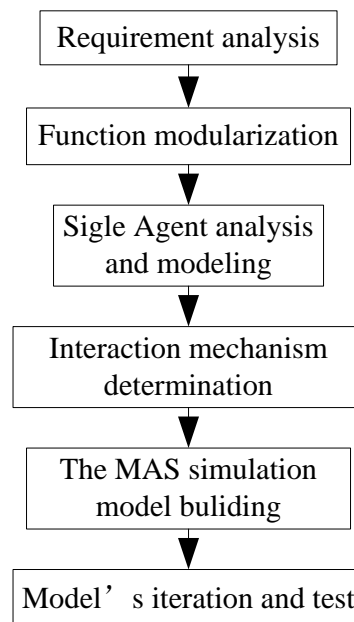 Requirement analysis
Function modularization
Sigle Agent analysis
and modeling
Interaction mechanism
determination
The MAS simulation
model buliding
Model’s iteration and test